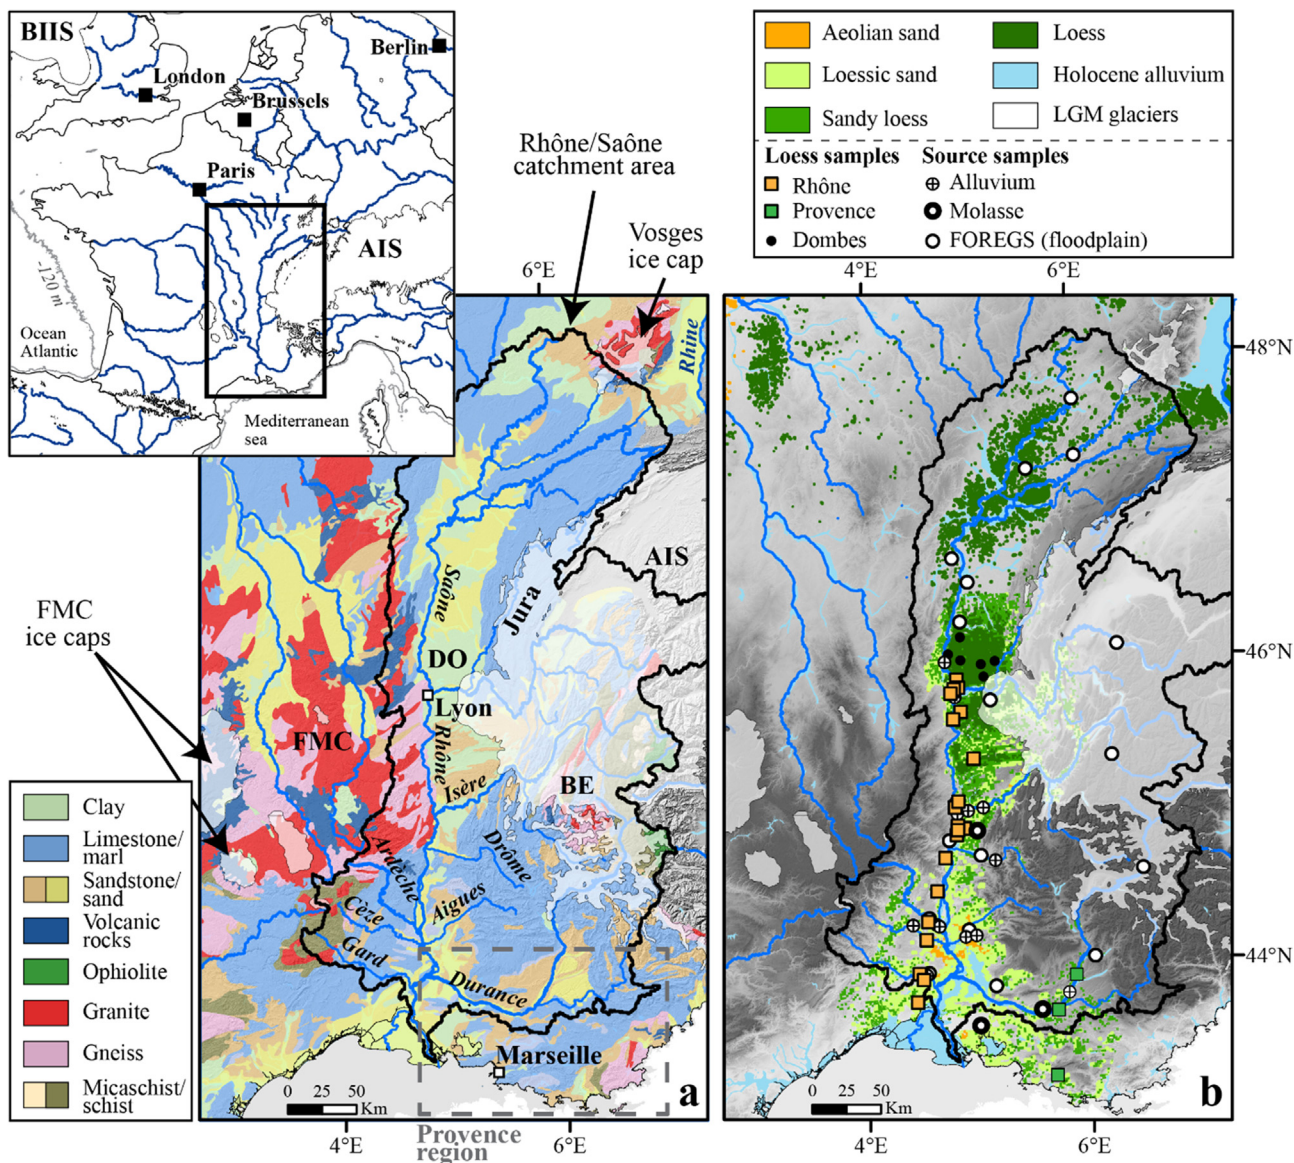 BIIS
London
Berlin
Brussels
Paris
AIS
-120 m
Ocean
Atlantic
Mediterranean
sea
Rhône/Saône
catchment area
Vosges
ice cap
6°E
Rhine
Saône
Jura
AIS
DO
Lyon
FMC
ice caps
FMC
Rhône
Isère
BE
Ardèche
Drôme
Cèze
Aigues
Gard
Durance
Marseille
0 25 50
Km
a
4°E
6°E
Provence
region
Clay
Limestone/
marl
Sandstone/
sand
Volcanic
rocks
Ophiolite
Granite
Gneiss
Micaschist/
schist
Aeolian sand
Loess
Loessic sand
Holocene alluvium
Sandy loess
LGM glaciers
Loess samples
Source samples
Rhône
Alluvium
Provence
Molasse
Dombes
FOREGS (floodplain)
4°E
6°E
48°N
46°N
44°N
0 25 50
Km
b
4°E
6°E